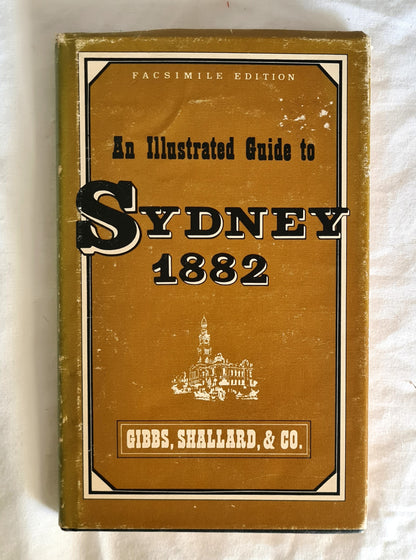 FACSIMILE EDITION
An Illustrated Guide to
SYDNEY
1882
GIBBS, SHALLARD, & CO.